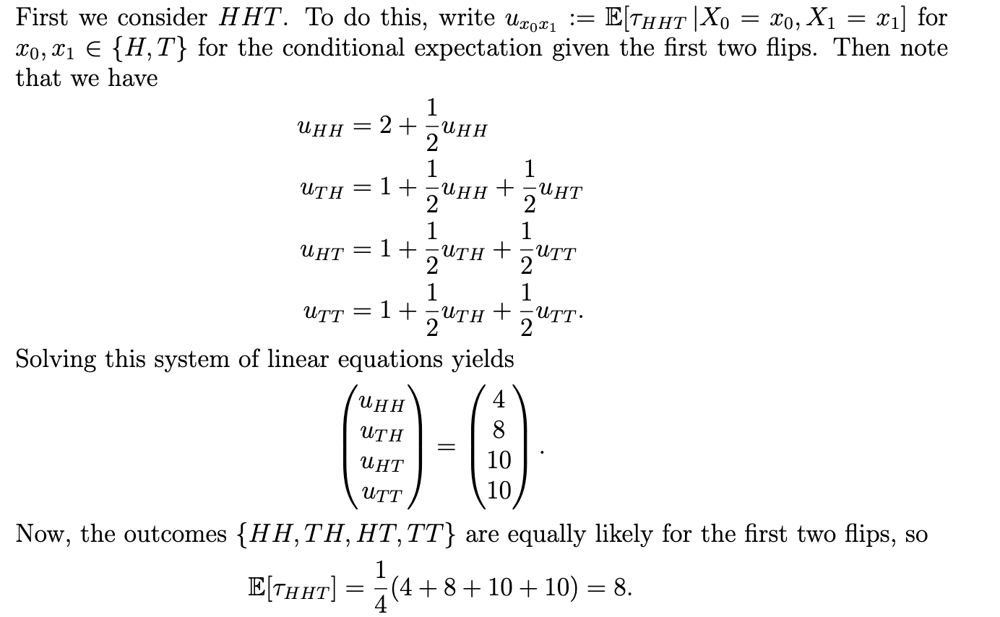 First we consider $HHT$. To do this, write $u_{x_0x_1} := \mathbb{E}[\tau_{HHT}|X_0 = x_0, X_1 = x_1]$ for
$x_0, x_1 \in \{H, T\}$ for the conditional expectation given the first two flips. Then note
that we have
$u_{HH} = 2 + \frac{1}{2}u_{HH}$
$u_{TH} = 1 + \frac{1}{2}u_{HH} + \frac{1}{2}u_{HT}$
$u_{HT} = 1 + \frac{1}{2}u_{TH} + \frac{1}{2}u_{TT}$
$u_{TT} = 1 + \frac{1}{2}u_{TH} + \frac{1}{2}u_{TT}.$
Solving this system of linear equations yields
$\begin{pmatrix} u_{HH} \\ u_{TH} \\ u_{HT} \\ u_{TT} \end{pmatrix} = \begin{pmatrix} 4 \\ 8 \\ 10 \\ 10 \end{pmatrix}.$
Now, the outcomes $\{HH, TH, HT, TT\}$ are equally likely for the first two flips, so
$\mathbb{E}[\tau_{HHT}] = \frac{1}{4}(4 + 8 + 10 + 10) = 8.$